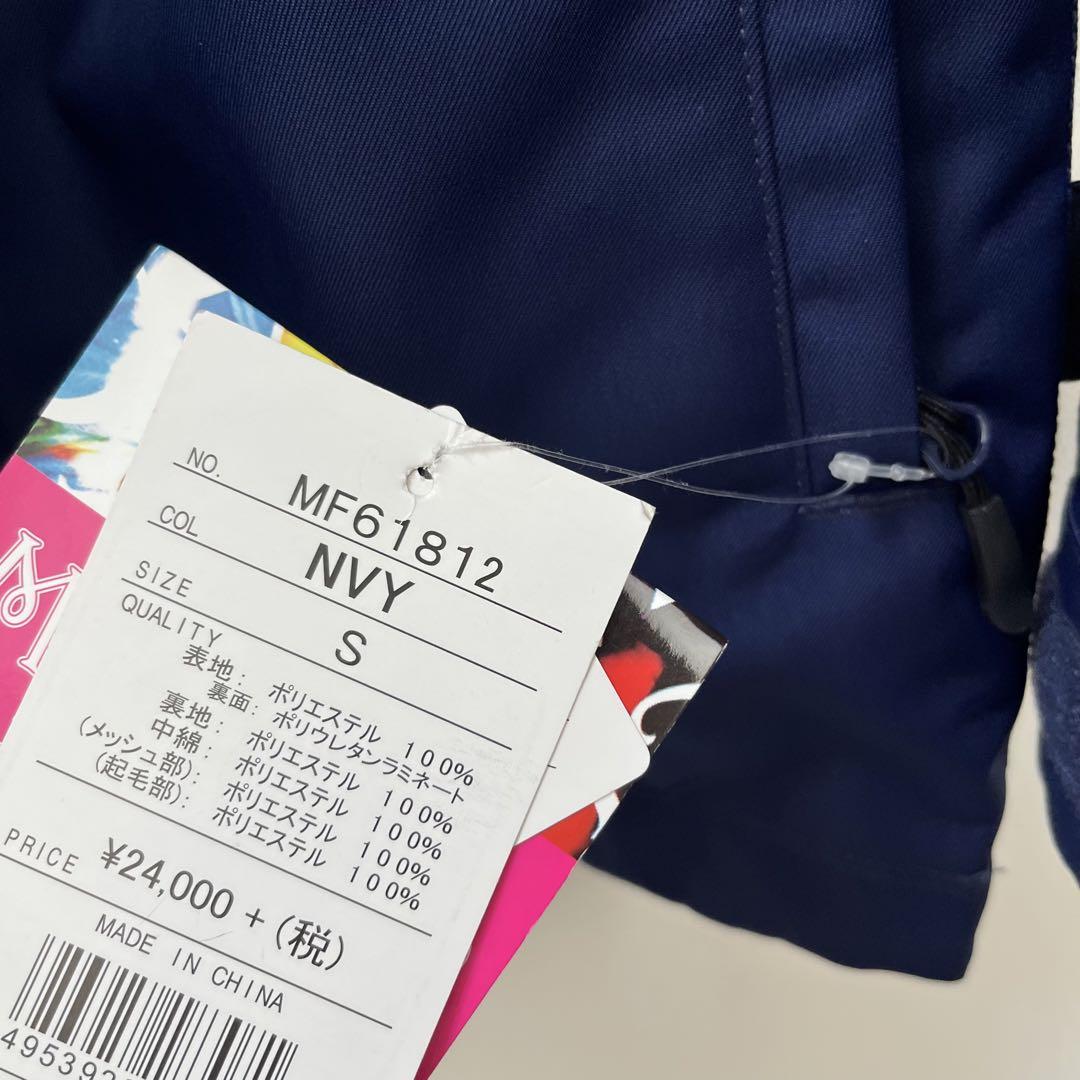 NO. MF61812
COL NVY
SIZE S
QUALITY
表地: ポリエステル 100%
裏面: ポリウレタンラミネート
裏地: ポリエステル 100%
中綿: ポリエステル 100%
(メッシュ部): ポリエステル 100%
(起毛部): ポリエステル 100%
PRICE ¥24,000 + (税)
MADE IN CHINA